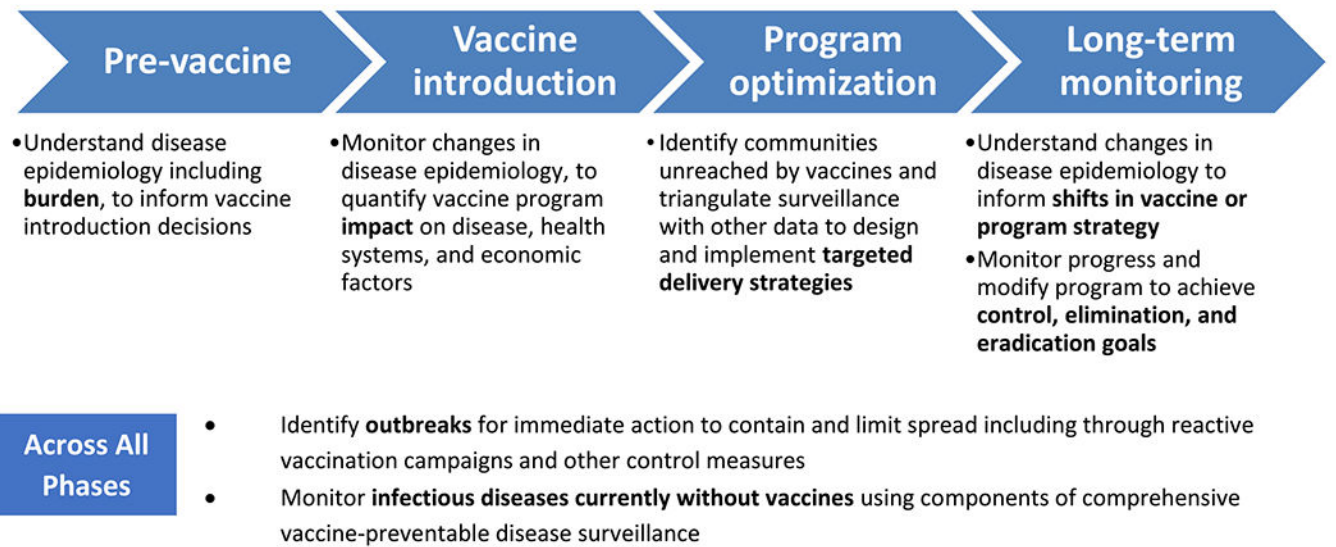 Pre-vaccine
Vaccine
introduction
Program
optimization
Long-term
monitoring
•Understand disease
epidemiology including
burden, to inform vaccine
introduction decisions
•Monitor changes in
disease epidemiology, to
quantify vaccine program
impact on disease, health
systems, and economic
factors
• Identify communities
unreached by vaccines and
triangulate surveillance
with other data to design
and implement targeted
delivery strategies
•Understand changes in
disease epidemiology to
inform shifts in vaccine or
program strategy
•Monitor progress and
modify program to achieve
control, elimination, and
eradication goals
Across All
Phases
• Identify outbreaks for immediate action to contain and limit spread including through reactive
vaccination campaigns and other control measures
• Monitor infectious diseases currently without vaccines using components of comprehensive
vaccine-preventable disease surveillance